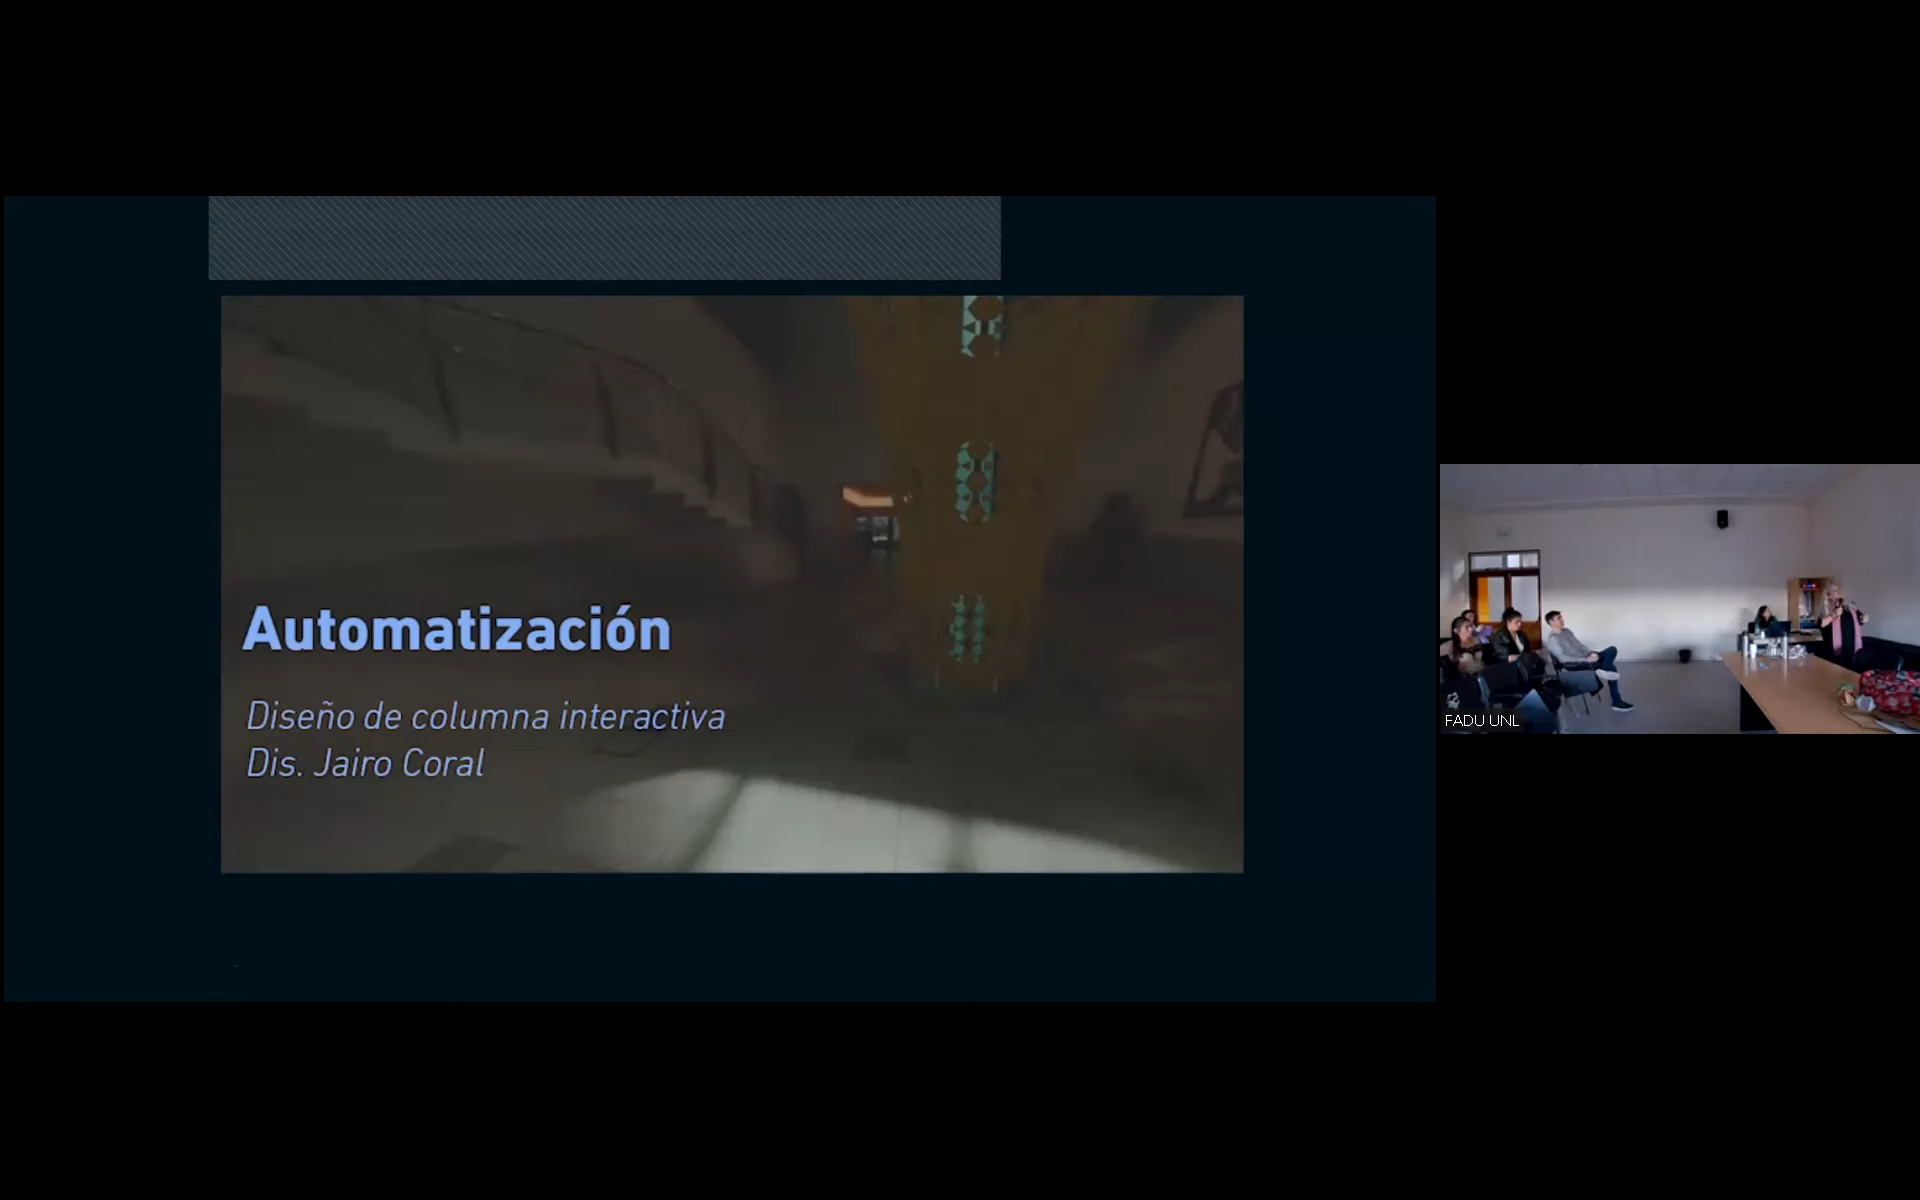 Automatización
Diseño de columna interactiva
Dis. Jairo Coral
FADU UNL